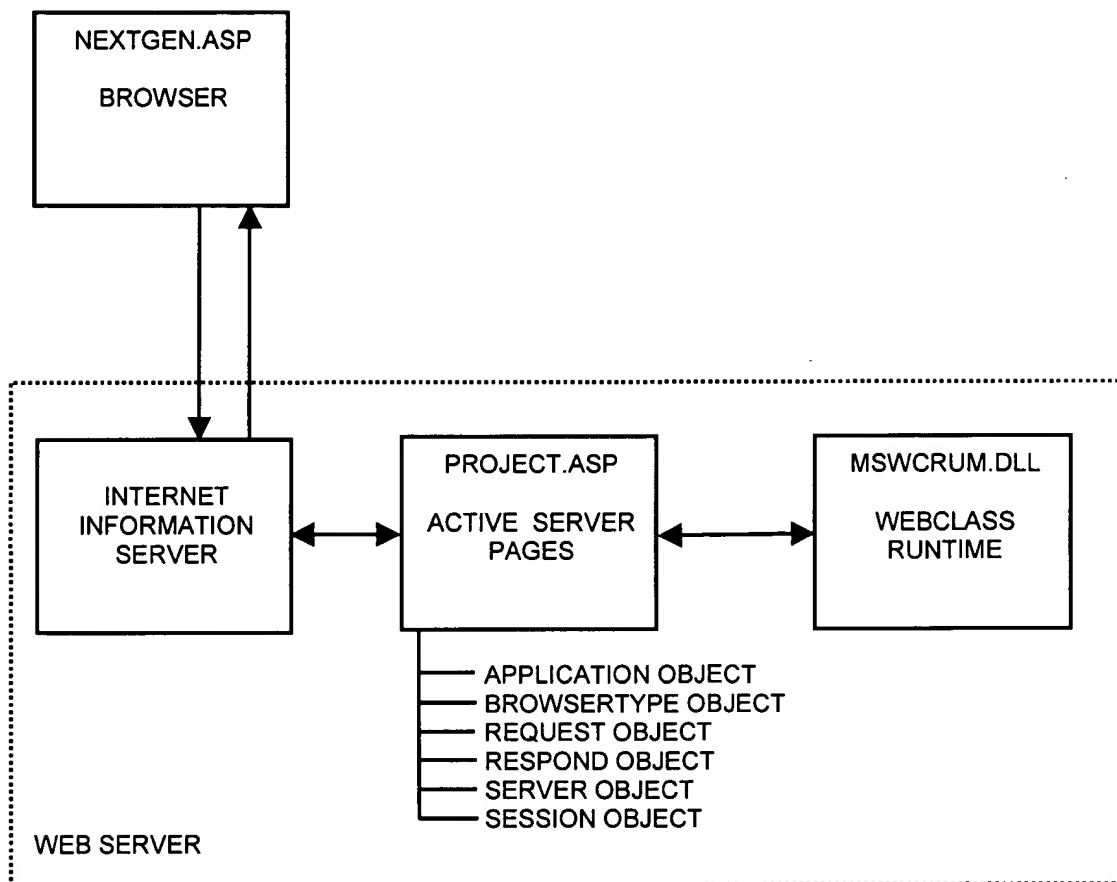 NEXTGEN.ASP
BROWSER
INTERNET
INFORMATION
SERVER
PROJECT.ASP
ACTIVE SERVER
PAGES
MSWCRUM.DLL
WEBCLASS
RUNTIME
APPLICATION OBJECT
BROWSERTYPE OBJECT
REQUEST OBJECT
RESPOND OBJECT
SERVER OBJECT
SESSION OBJECT
WEB SERVER